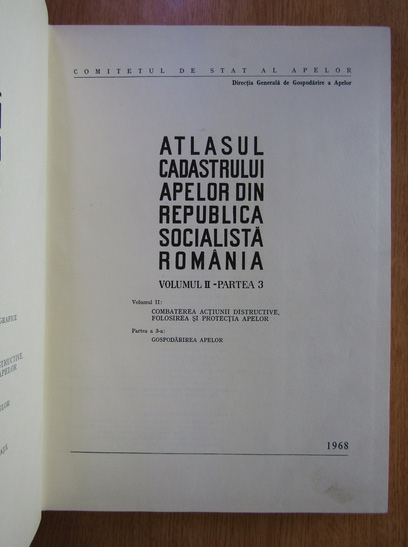 COMITETUL DE STAT AL APELOR
Direcția Generală de Gospodărire a Apelor
ATLASUL
CADASTRULUI
APELOR DIN
REPUBLICA
SOCIALISTĂ
ROMÂNIA
VOLUMUL II - PARTEA 3
Volumul II:
COMBATEREA ACȚIUNII DISTRUCTIVE,
FOLOSIREA ȘI PROTECȚIA APELOR
Partea a 3-a:
GOSPODĂRIREA APELOR
1968